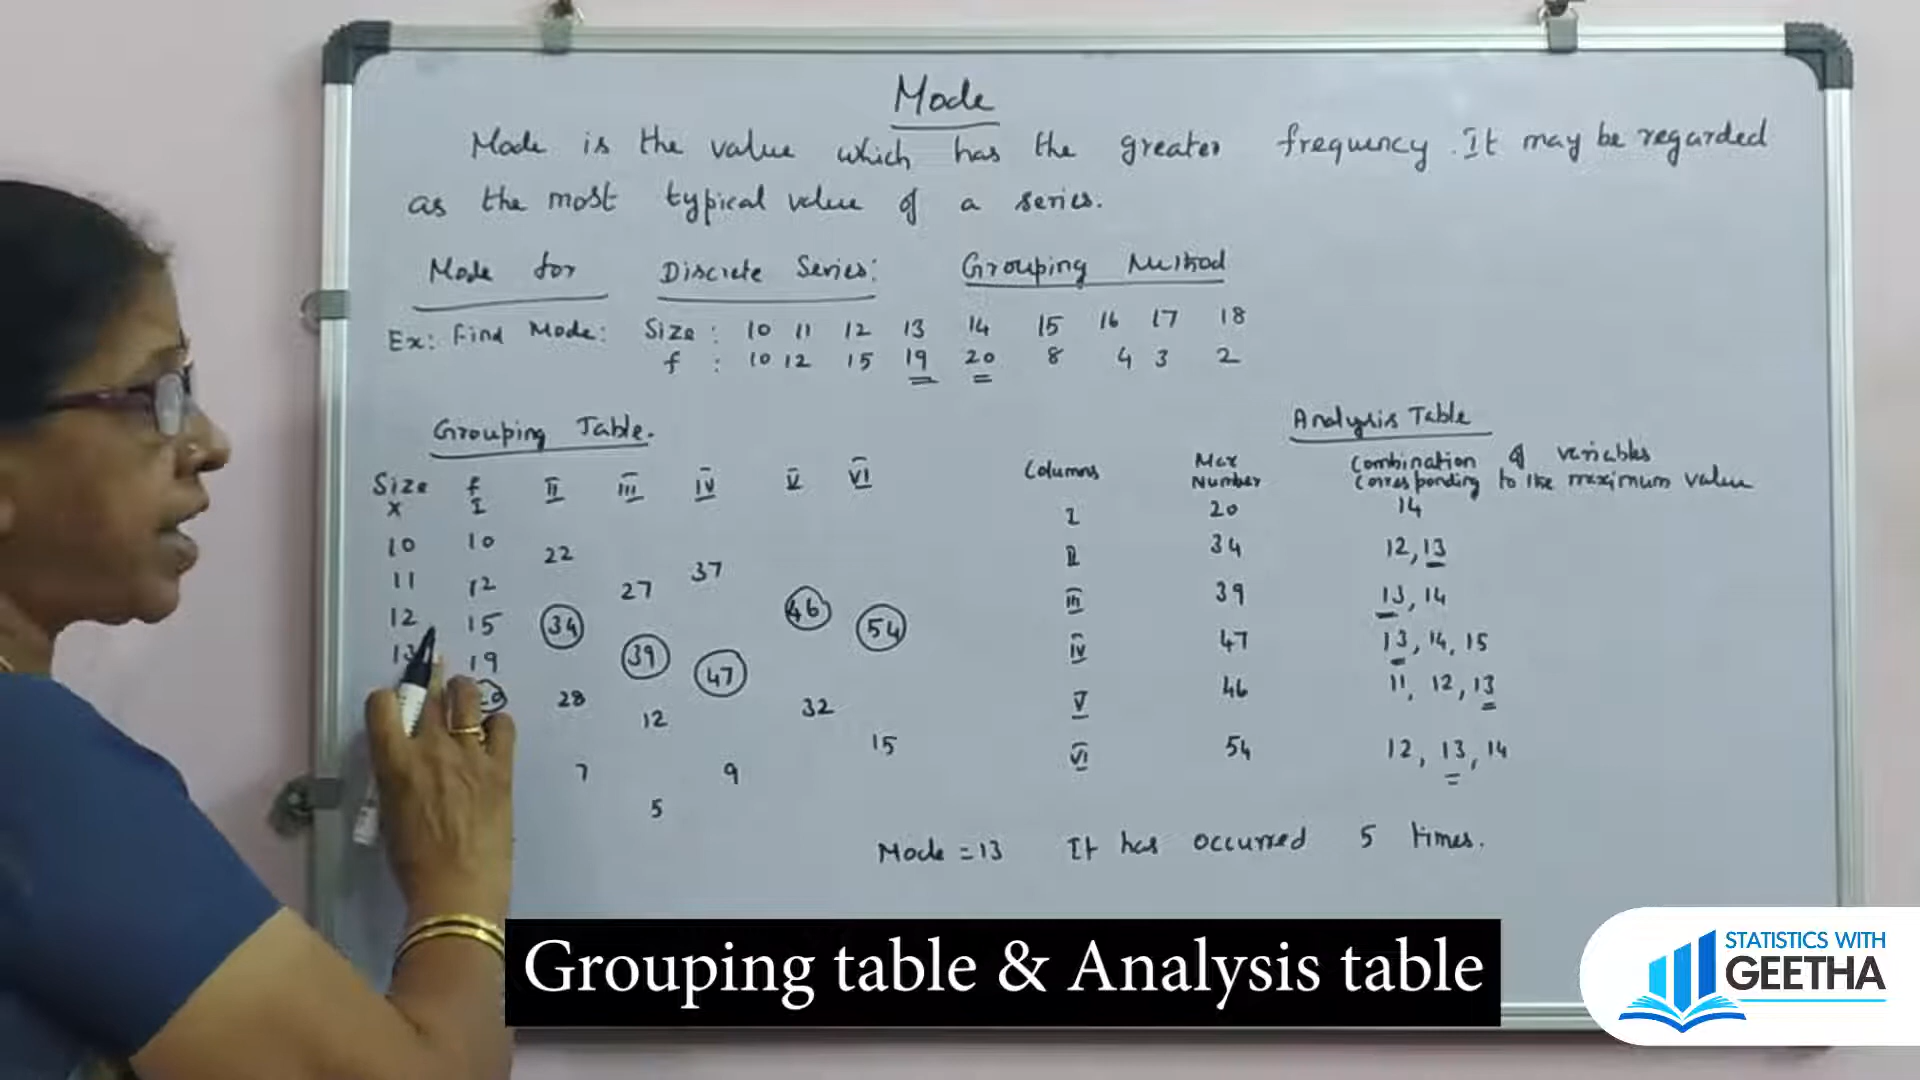 Mode
Mode is the value which has the greater frequency. It may be regarded
as the most typical value of a series.
Mode for Discrete Series: Grouping Method
Ex: Find Mode: Size : 10 11 12 13 14 15 16 17 18
f : 10 12 15 19 20 8 4 3 2
Grouping Table.
Size f II III IV V VI
X I
10 10
22
37
11 12
27
46
12 15
34
54
13 19
39
47
20
28
12
32
15
7
9
5
Analysis Table
Columns Max Number Combination of variables
Corresponding to the maximum value
I 20 14
II 34 12, 13
III 39 13, 14
IV 47 13, 14, 15
V 46 11, 12, 13
VI 54 12, 13, 14
Mode = 13 It has occurred 5 times.
Grouping table & Analysis table
STATISTICS WITH
GEETHA